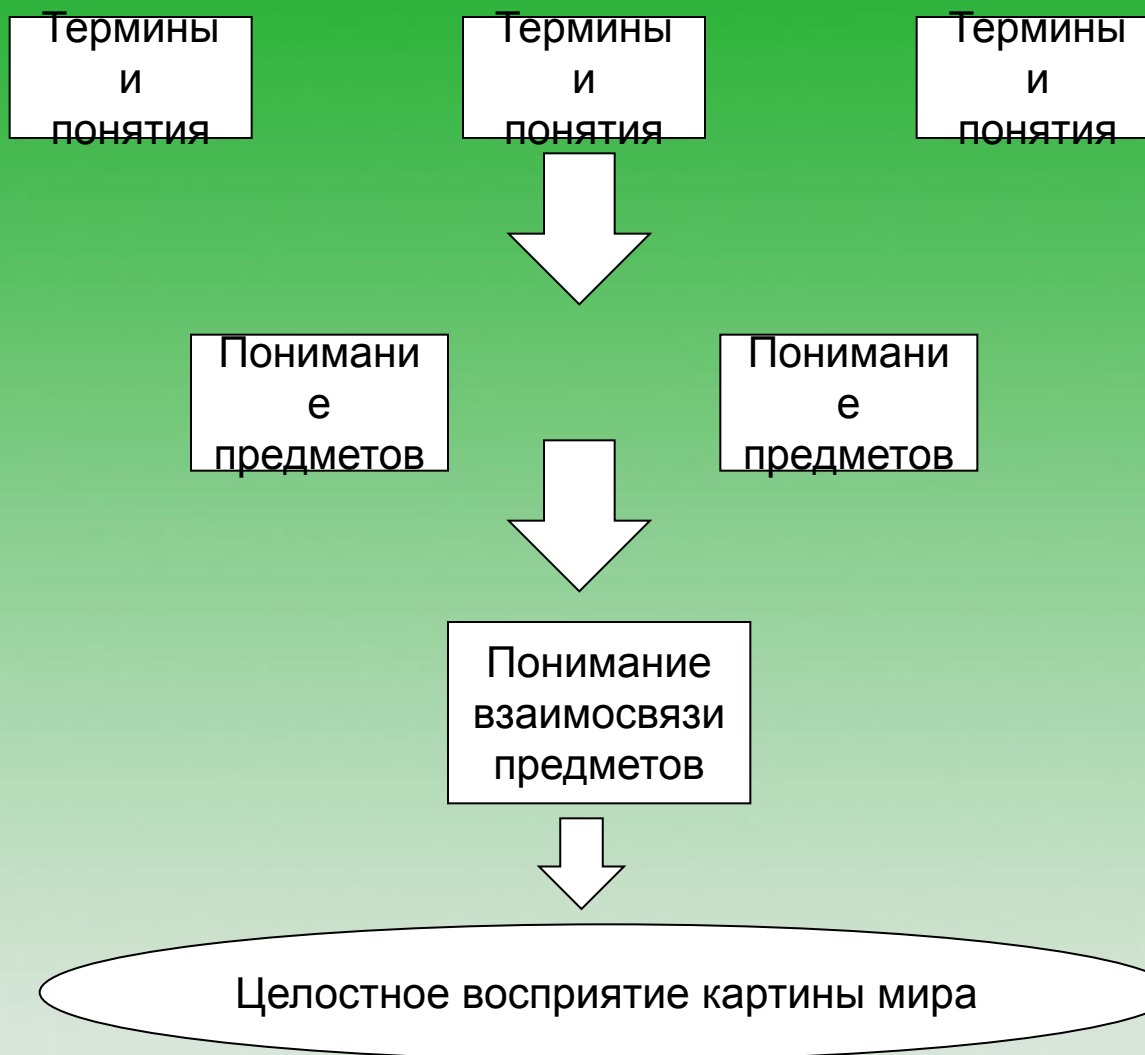 Термины
и
понятия
Термины
и
понятия
Термины
и
понятия
Понимани
е
предметов
Понимани
е
предметов
Понимание
взаимосвязи
предметов
Целостное восприятие картины мира